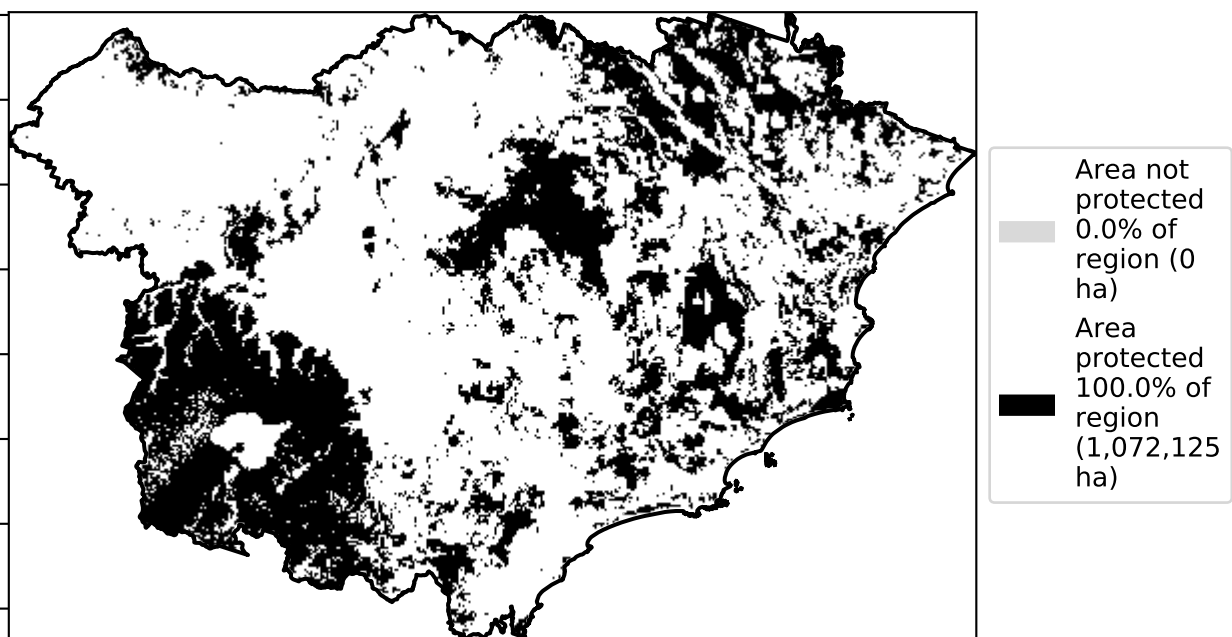 Area not
protected
0.0% of
region (0
ha)
Area
protected
100.0% of
region
(1,072,125
ha)